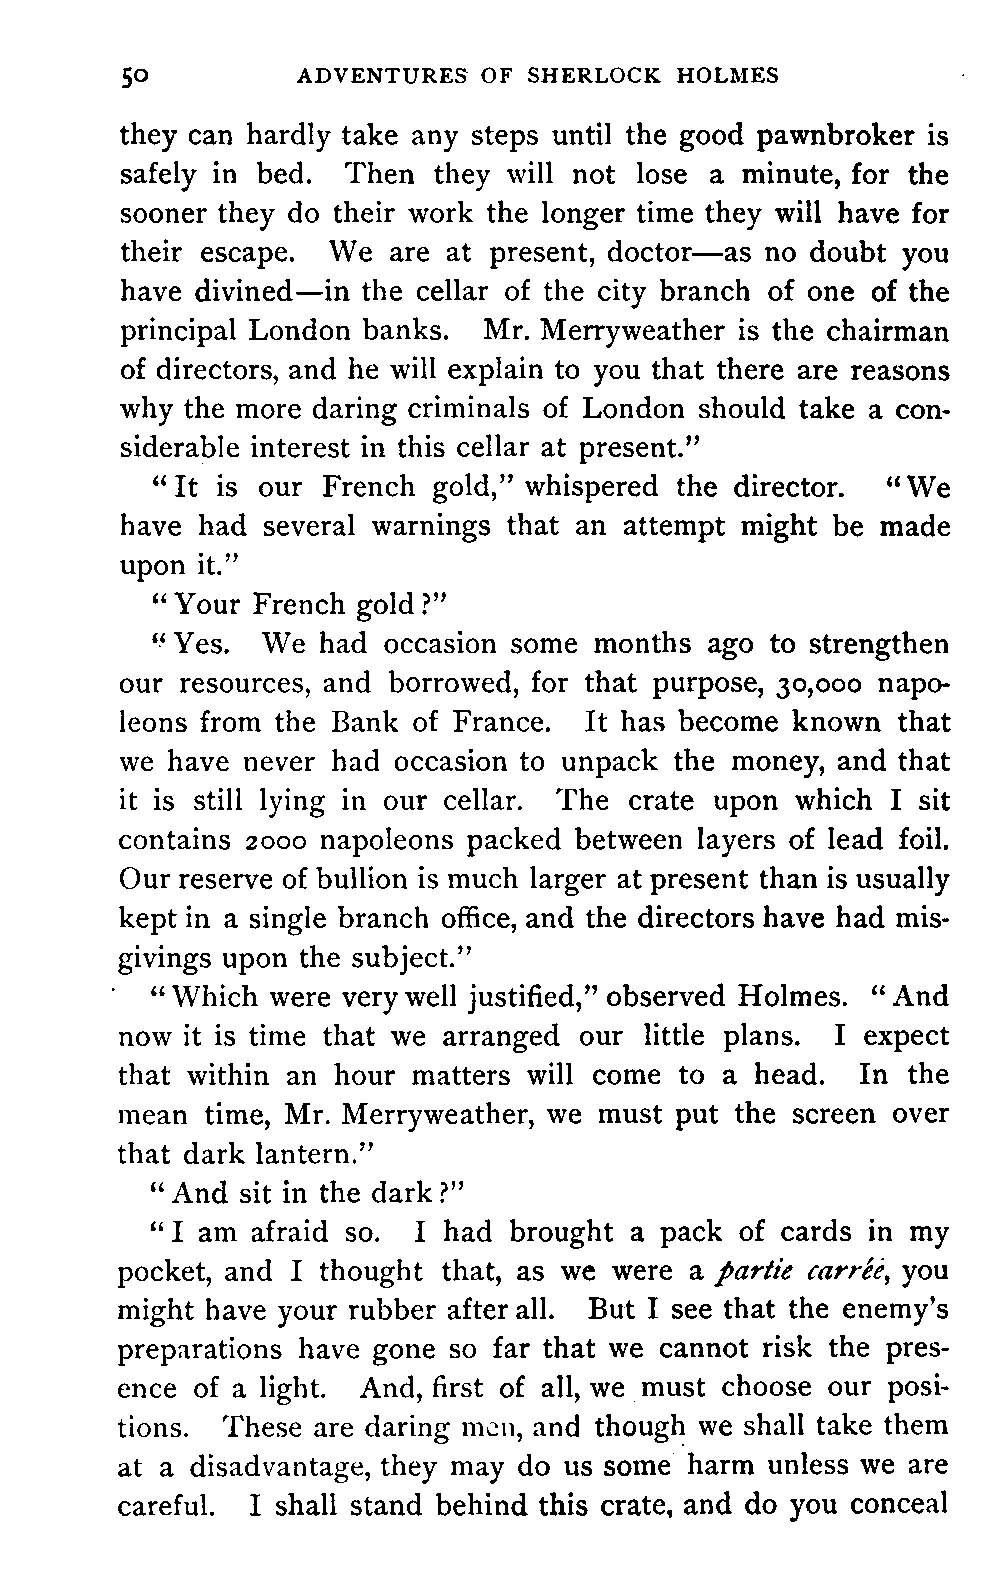 50 ADVENTURES OF SHERLOCK HOLMES
they can hardly take any steps until the good pawnbroker is
safely in bed. Then they will not lose a minute, for the
sooner they do their work the longer time they will have for
their escape. We are at present, doctor—as no doubt you
have divined—in the cellar of the city branch of one of the
principal London banks. Mr. Merryweather is the chairman
of directors, and he will explain to you that there are reasons
why the more daring criminals of London should take a con-
siderable interest in this cellar at present."
"It is our French gold," whispered the director. "We
have had several warnings that an attempt might be made
upon it."
"Your French gold?"
"Yes. We had occasion some months ago to strengthen
our resources, and borrowed, for that purpose, 30,000 napo-
leons from the Bank of France. It has become known that
we have never had occasion to unpack the money, and that
it is still lying in our cellar. The crate upon which I sit
contains 2000 napoleons packed between layers of lead foil.
Our reserve of bullion is much larger at present than is usually
kept in a single branch office, and the directors have had mis-
givings upon the subject."
"Which were very well justified," observed Holmes. "And
now it is time that we arranged our little plans. I expect
that within an hour matters will come to a head. In the
mean time, Mr. Merryweather, we must put the screen over
that dark lantern."
"And sit in the dark?"
"I am afraid so. I had brought a pack of cards in my
pocket, and I thought that, as we were a partie carréé, you
might have your rubber after all. But I see that the enemy's
preparations have gone so far that we cannot risk the pres-
ence of a light. And, first of all, we must choose our posi-
tions. These are daring men, and though we shall take them
at a disadvantage, they may do us some harm unless we are
careful. I shall stand behind this crate, and do you conceal